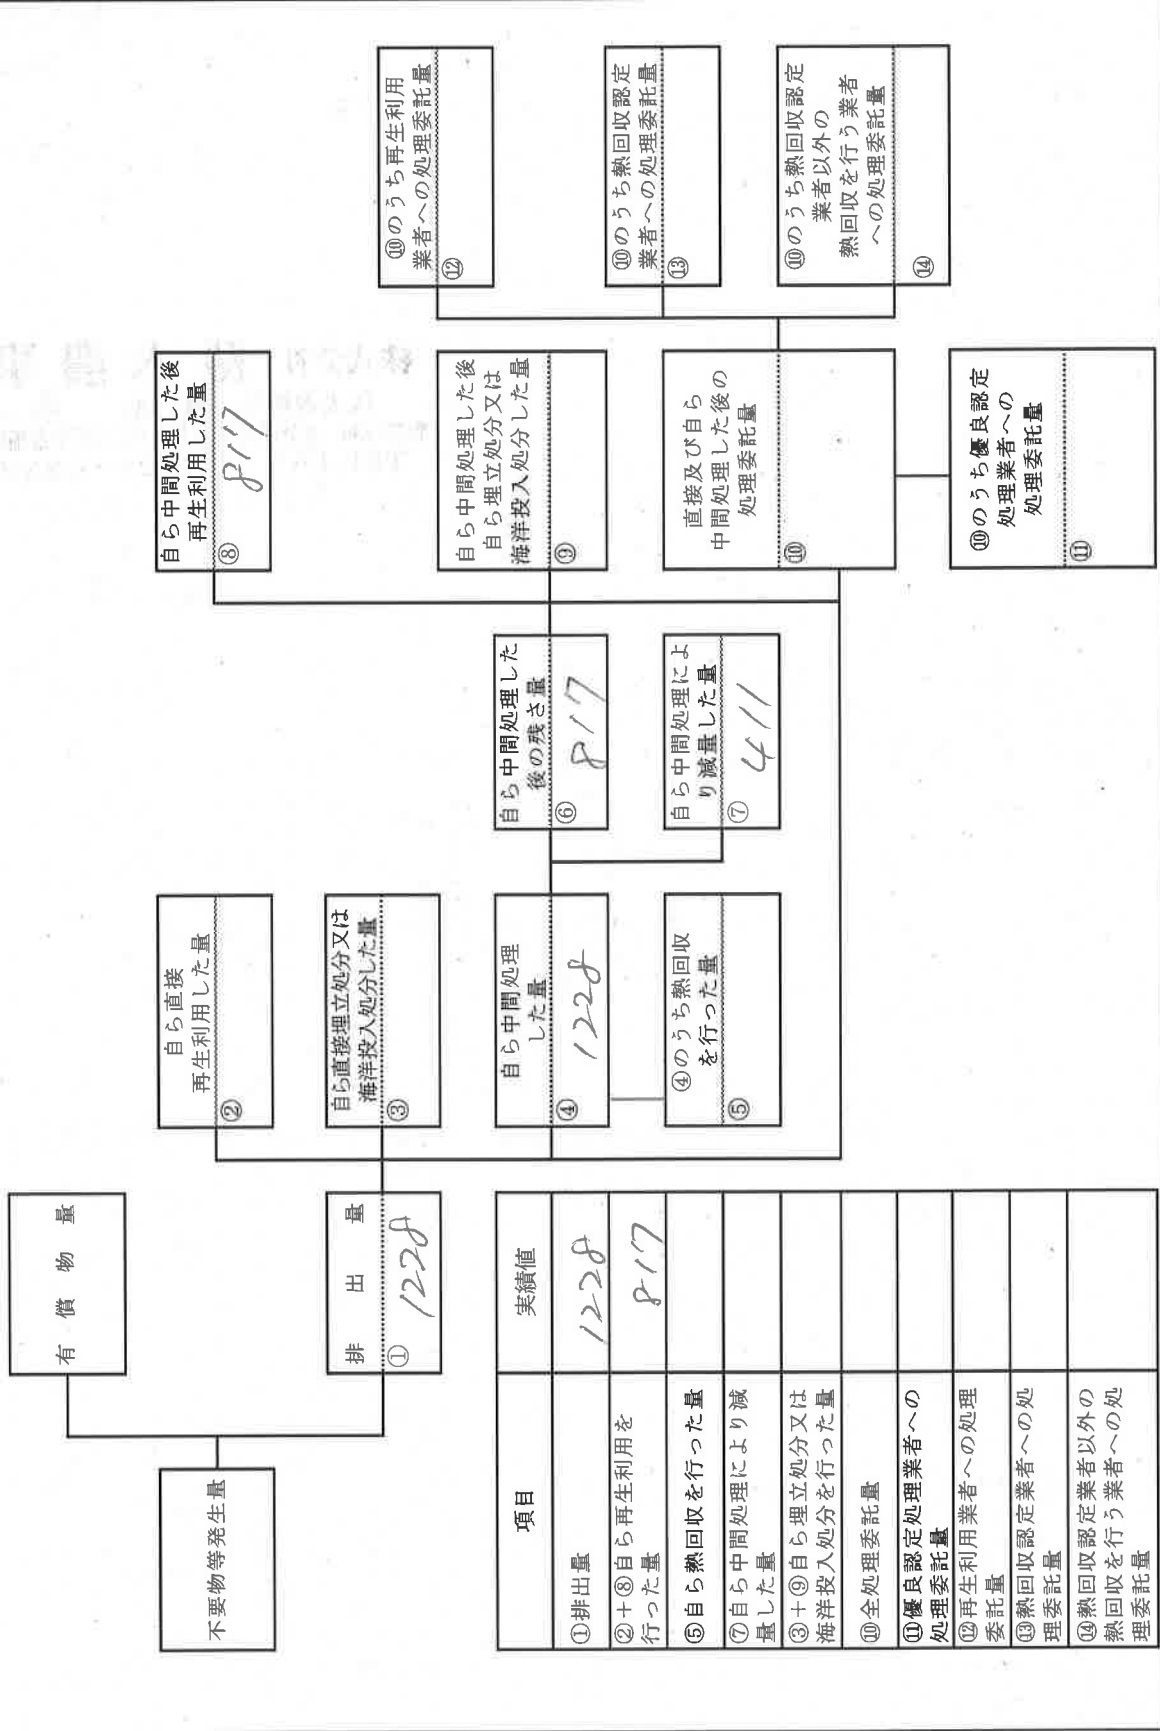 不要物等発生量
有償物量
排出量
① 1228
自ら直接
再生利用した量
②
自ら直接埋立処分又は
海洋投入処分した量
③
自ら中間処理
した量
④ 1228
④のうち熱回収
を行った量
⑤
自ら中間処理した
後の残さ量
⑥ 817
自ら中間処理によ
り減量した量
⑦ 411
自ら中間処理した後
再生利用した量
⑧ 817
自ら中間処理した後
自ら埋立処分又は
海洋投入処分した量
⑨
直接及び自ら
中間処理した後の
処理委託量
⑩
⑩のうち優良認定
処理業者への
処理委託量
⑪
⑩のうち再生利用
業者への処理委託量
⑫
⑩のうち熱回収認定
業者への処理委託量
⑬
⑩のうち熱回収認定
業者以外の
熱回収を行う業者
への処理委託量
⑭
項目 実績値
①排出量 1228
②+⑧自ら再生利用を
行った量 817
⑤自ら熱回収を行った量
⑦自ら中間処理により減
量した量
③+⑨自ら埋立処分又は
海洋投入処分を行った量
⑩全処理委託量
⑪優良認定処理業者への
処理委託量
⑫再生利用業者への処理
委託量
⑬熱回収認定業者への処
理委託量
⑭熱回収認定業者以外の
熱回収を行う業者への処
理委託量